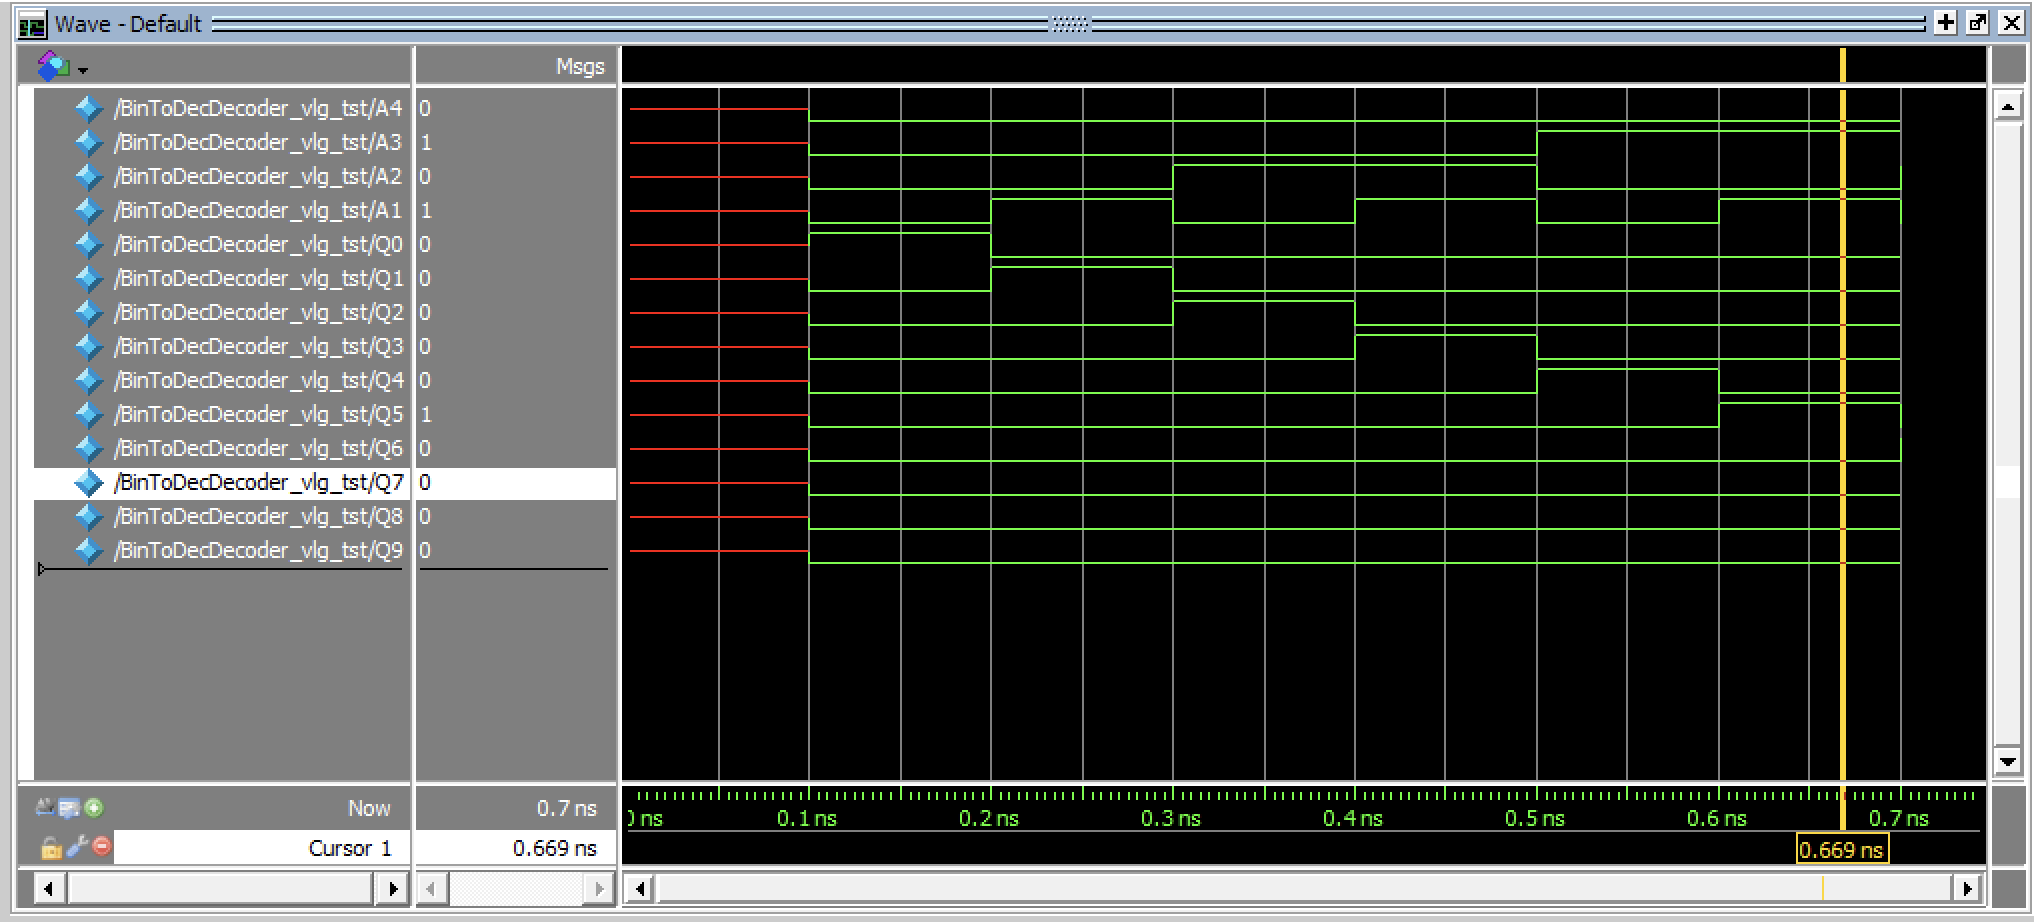 Wave - Default
Msgs
/BinToDecDecoder_vlg_tst/A4 0
/BinToDecDecoder_vlg_tst/A3 1
/BinToDecDecoder_vlg_tst/A2 0
/BinToDecDecoder_vlg_tst/A1 1
/BinToDecDecoder_vlg_tst/Q0 0
/BinToDecDecoder_vlg_tst/Q1 0
/BinToDecDecoder_vlg_tst/Q2 0
/BinToDecDecoder_vlg_tst/Q3 0
/BinToDecDecoder_vlg_tst/Q4 0
/BinToDecDecoder_vlg_tst/Q5 1
/BinToDecDecoder_vlg_tst/Q6 0
/BinToDecDecoder_vlg_tst/Q7 0
/BinToDecDecoder_vlg_tst/Q8 0
/BinToDecDecoder_vlg_tst/Q9 0
Now 0.7 ns ns 0.1 ns 0.2 ns 0.3 ns 0.4 ns 0.5 ns 0.6 ns 0.7 ns
Cursor 1 0.669 ns 0.669 ns